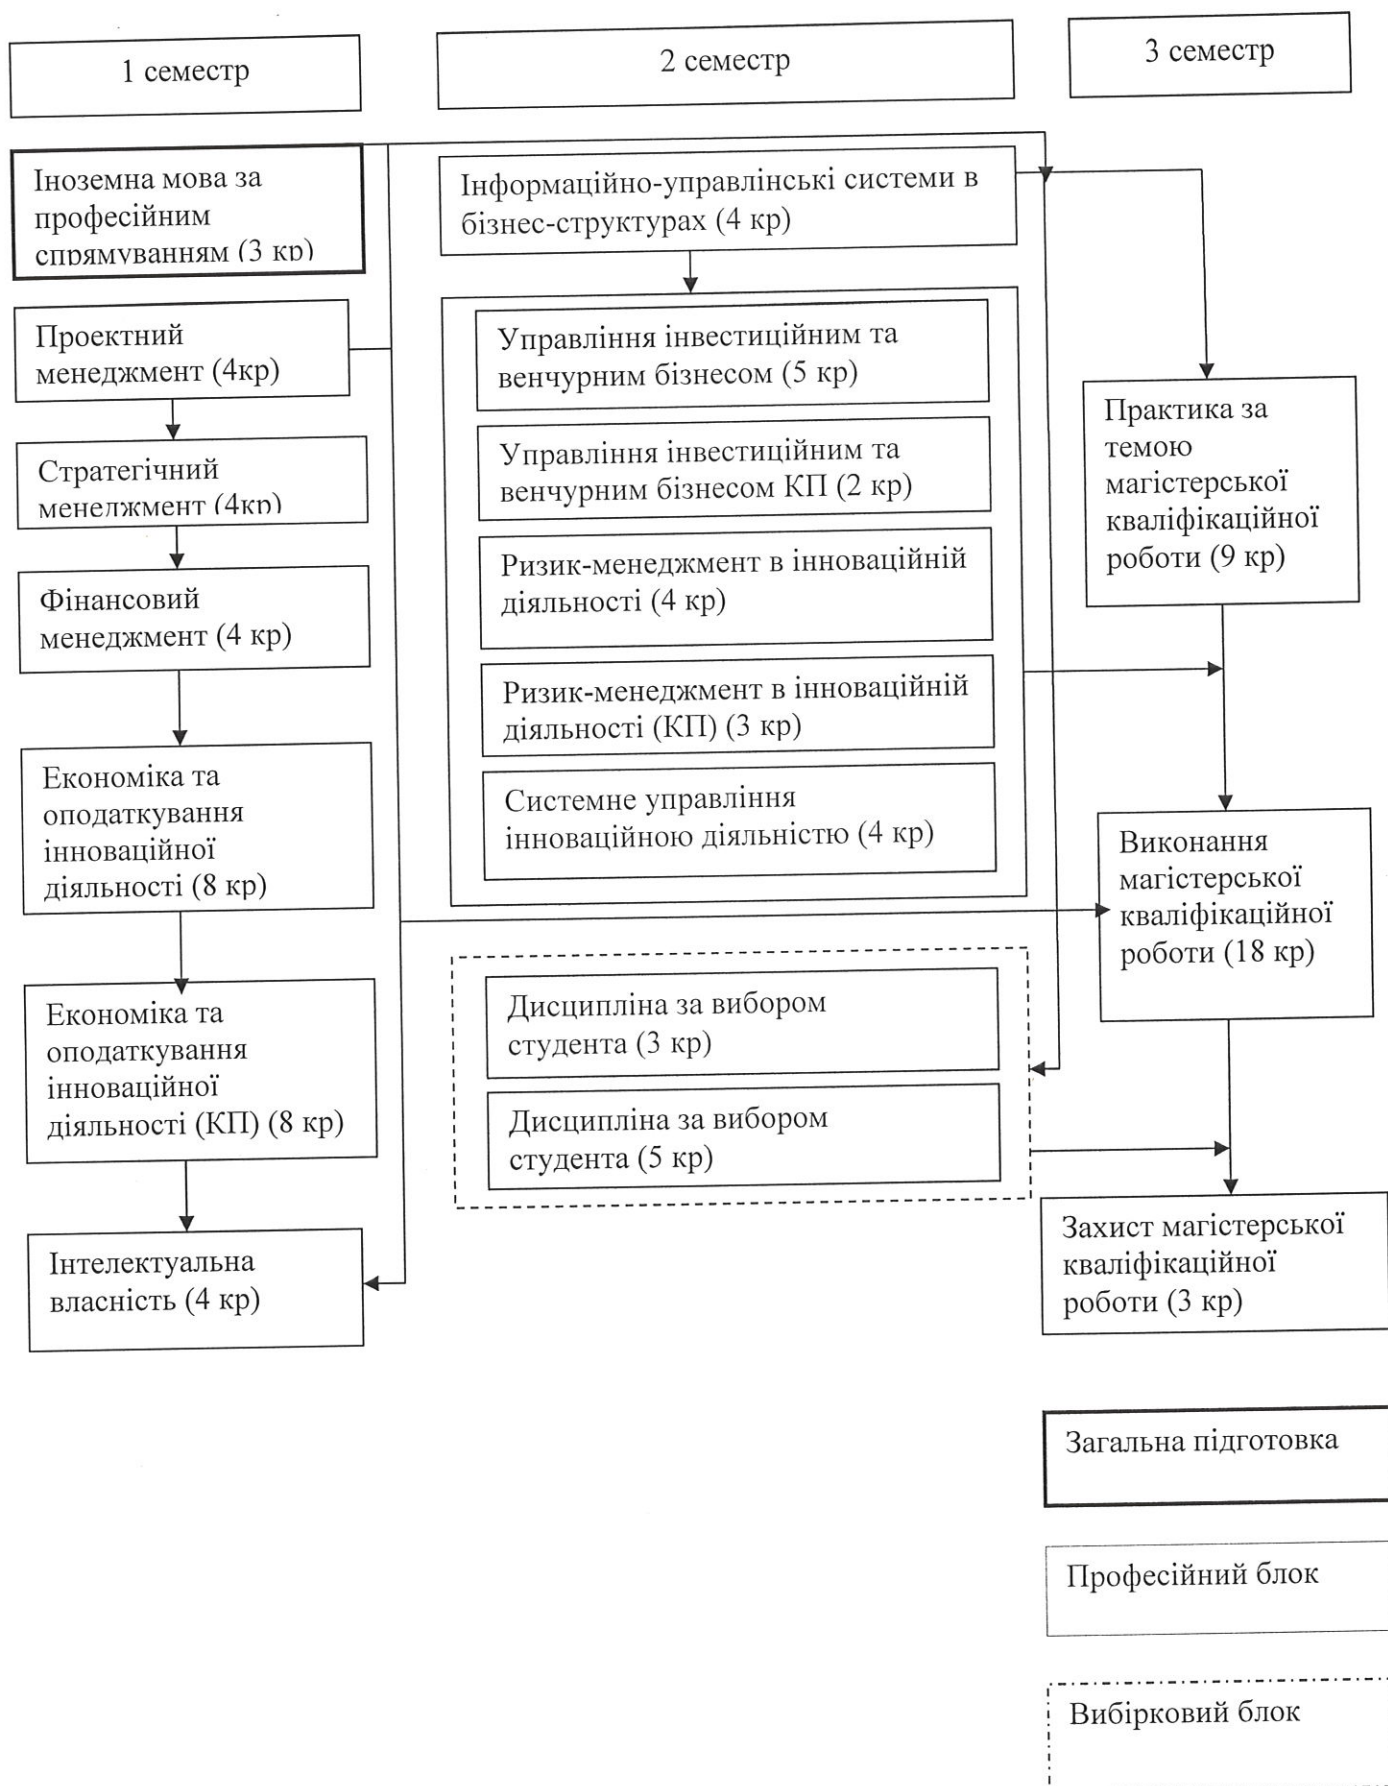 1 семестр
2 семестр
3 семестр
Іноземна мова за
професійним
спрямуванням (3 кр)
Проектний
менеджмент (4кр)
Стратегічний
менеджмент (4кр)
Фінансовий
менеджмент (4 кр)
Економіка та
оподаткування
інноваційної
діяльності (8 кр)
Економіка та
оподаткування
інноваційної
діяльності (КП) (8 кр)
Інтелектуальна
власність (4 кр)
Інформаційно-управлінські системи в
бізнес-структурах (4 кр)
Управління інвестиційним та
венчурним бізнесом (5 кр)
Управління інвестиційним та
венчурним бізнесом КП (2 кр)
Ризик-менеджмент в інноваційній
діяльності (4 кр)
Ризик-менеджмент в інноваційній
діяльності (КП) (3 кр)
Системне управління
інноваційною діяльністю (4 кр)
Дисципліна за вибором
студента (3 кр)
Дисципліна за вибором
студента (5 кр)
Практика за
темою
магістерської
кваліфікаційної
роботи (9 кр)
Виконання
магістерської
кваліфікаційної
роботи (18 кр)
Захист магістерської
кваліфікаційної
роботи (3 кр)
Загальна підготовка
Професійний блок
Вибірковий блок